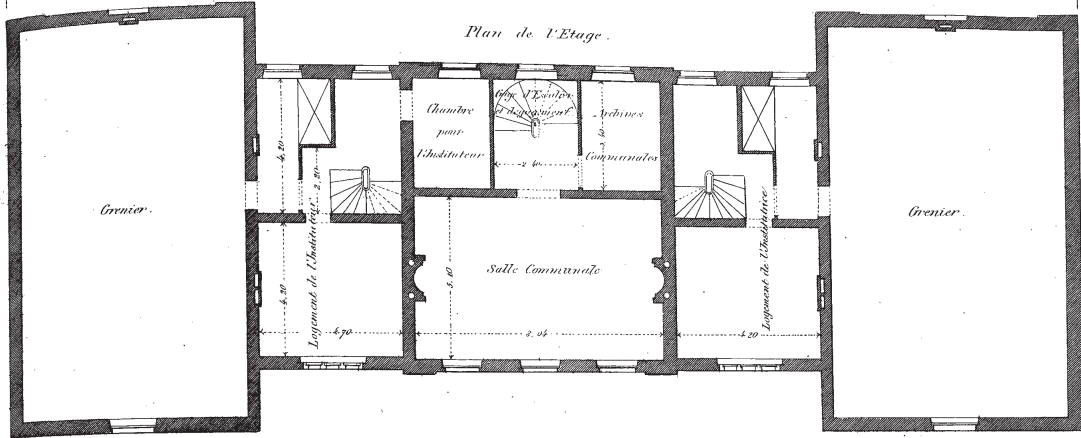 Plan de l'Etage.
Cage d'Escalier
et dégagement
Chambre
pour
l'Instituteur
Archives
Communales
2.40
3.40
4.20
2.20
Grenier.
Grenier.
Logement de l'Instituteur
Logement de l'Institutrice
Salle Communale
5.10
4.20
4.70
8.04
4.20